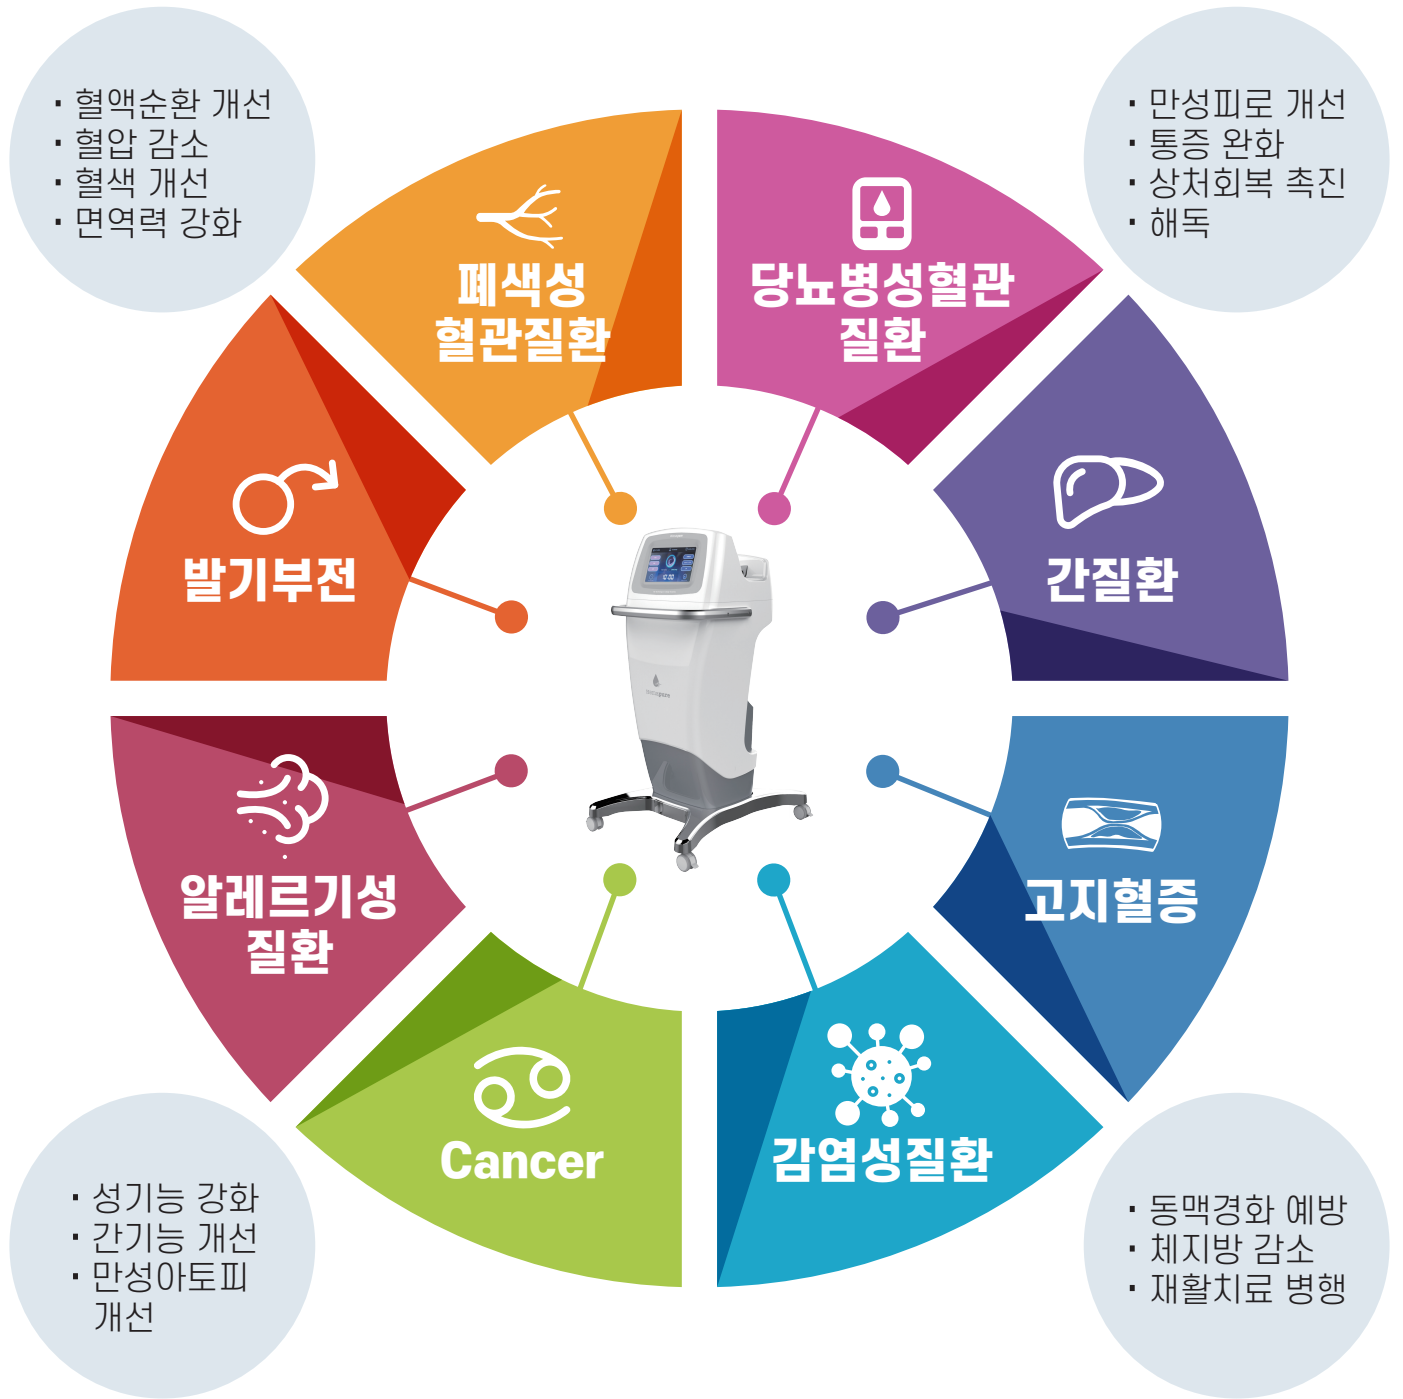 · 혈액순환 개선
· 혈압 감소
· 혈색 개선
· 면역력 강화
· 만성피로 개선
· 통증 완화
· 상처회복 촉진
· 해독
폐색성
혈관질환
당뇨병성혈관
질환
발기부전
간질환
알레르기성
질환
고지혈증
Cancer
감염성질환
· 성기능 강화
· 간기능 개선
· 만성아토피
개선
· 동맥경화 예방
· 체지방 감소
· 재활치료 병행